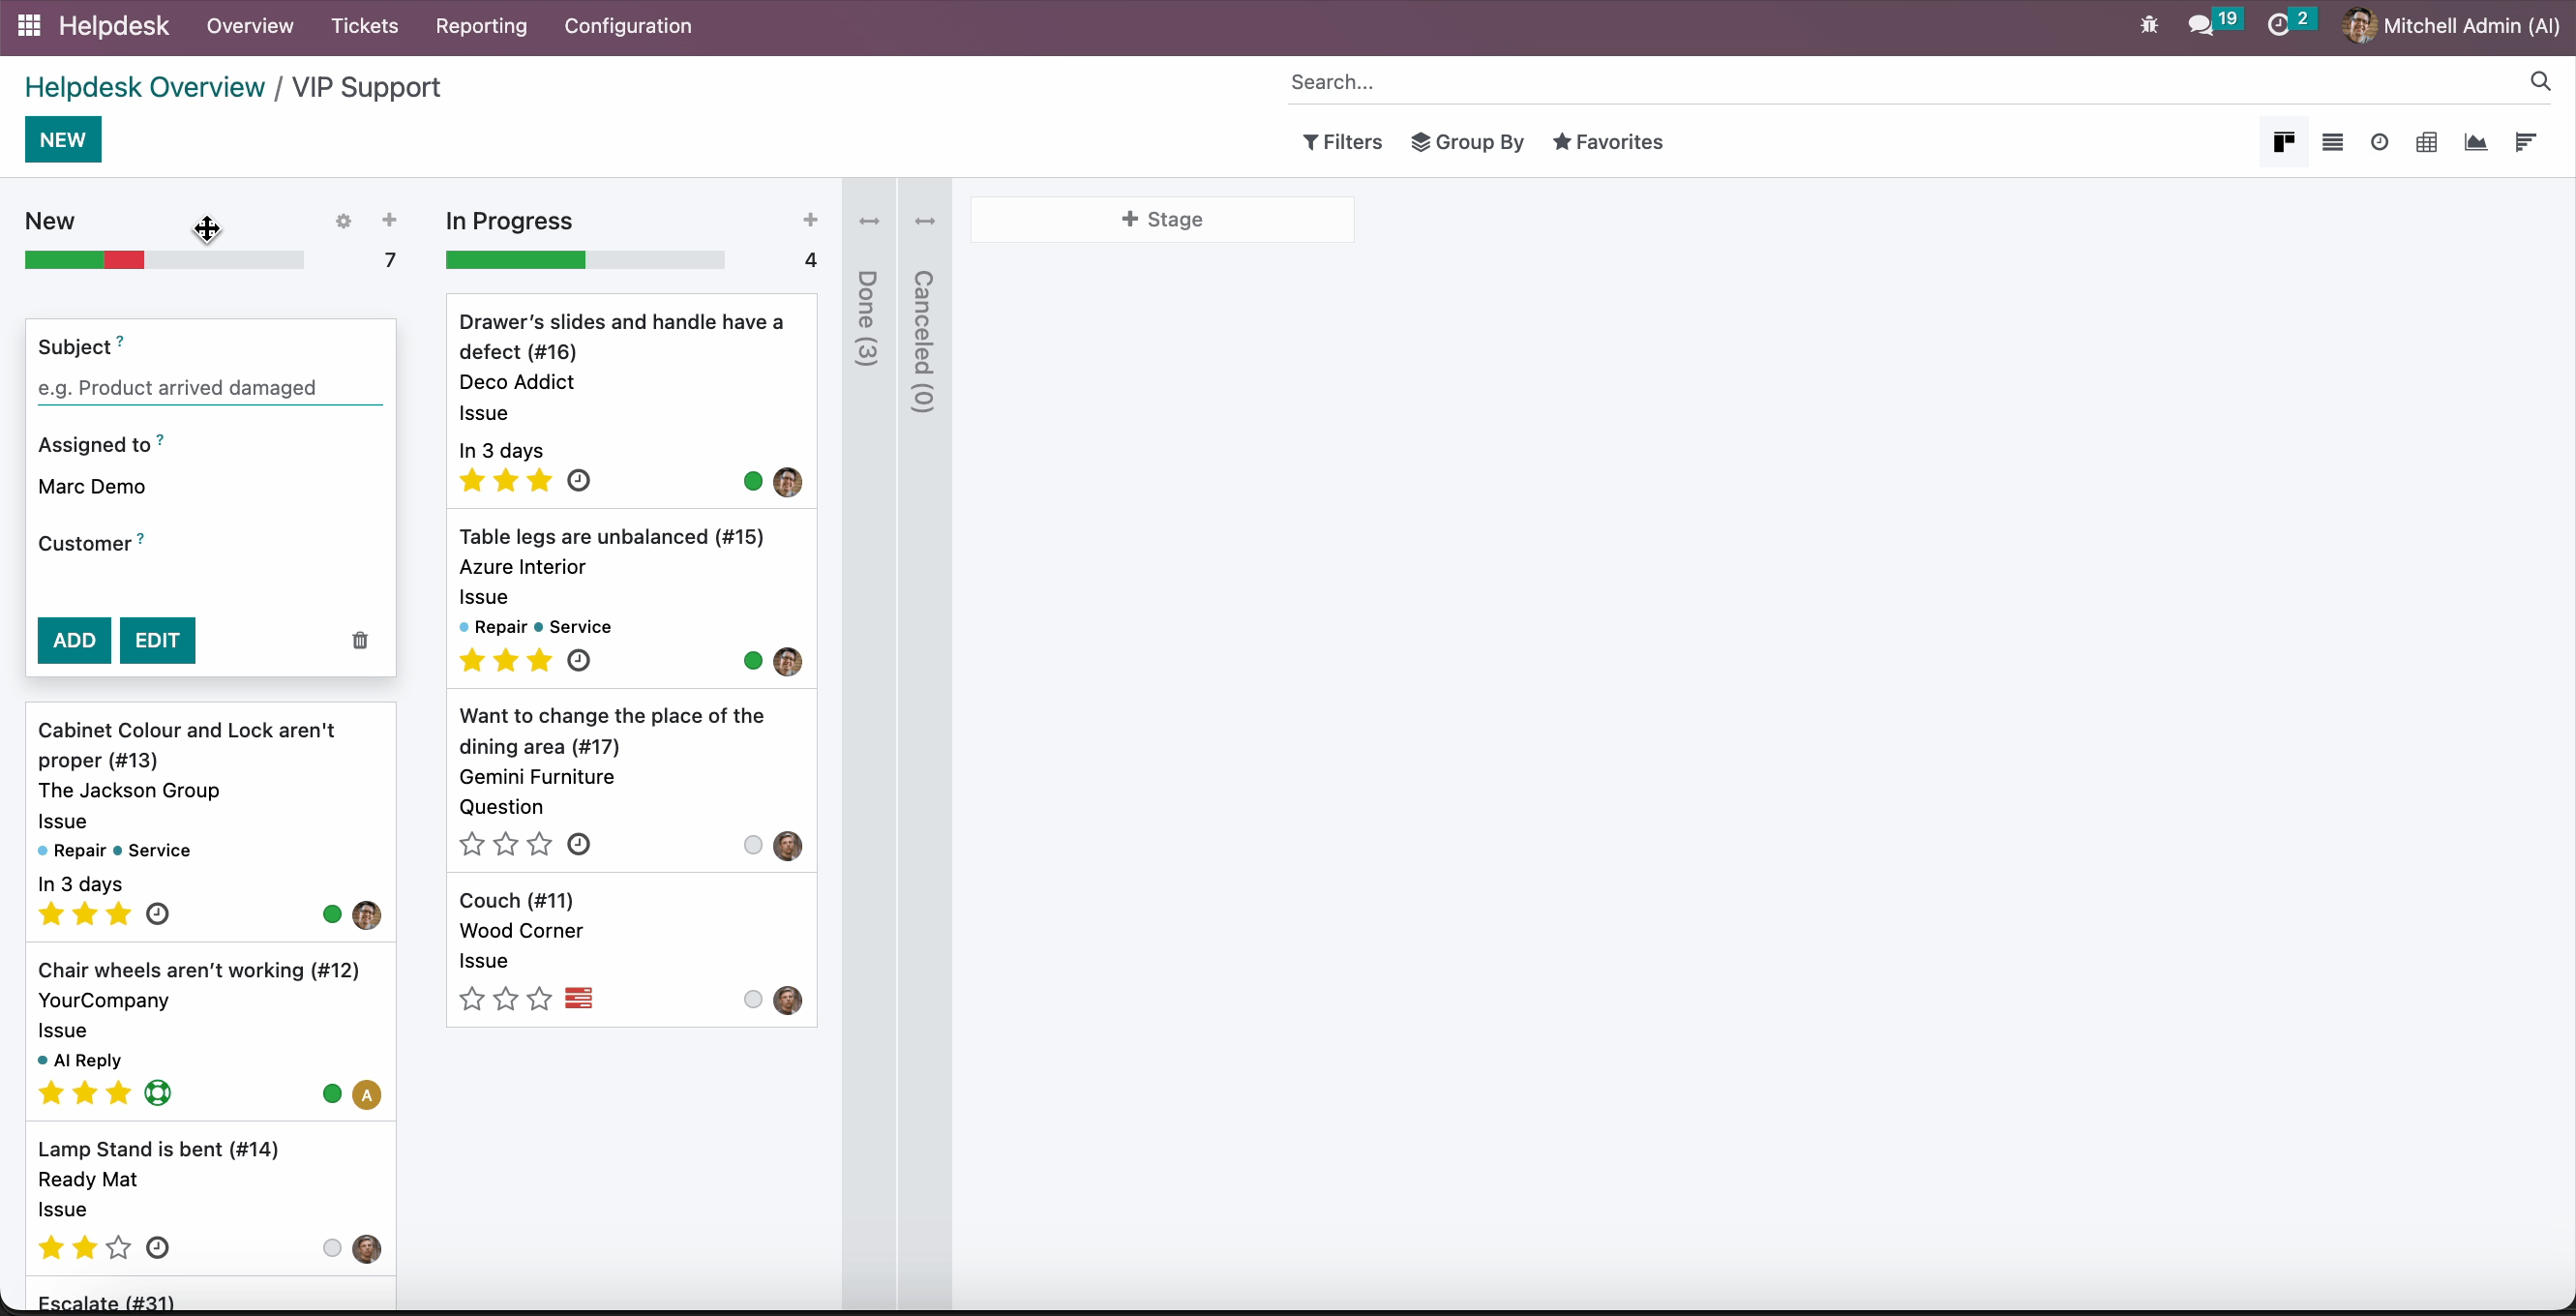 Helpdesk Overview Tickets Reporting Configuration 19 2 Mitchell Admin (AI)
Helpdesk Overview / VIP Support
Search...
NEW
Filters Group By Favorites
New
7
Subject ?
e.g. Product arrived damaged
Assigned to ?
Marc Demo
Customer ?
ADD EDIT
Cabinet Colour and Lock aren't
proper (#13)
The Jackson Group
Issue
Repair Service
In 3 days
Chair wheels aren’t working (#12)
YourCompany
Issue
AI Reply
A
Lamp Stand is bent (#14)
Ready Mat
Issue
Escalate (#31)
In Progress
4
Drawer’s slides and handle have a
defect (#16)
Deco Addict
Issue
In 3 days
Table legs are unbalanced (#15)
Azure Interior
Issue
Repair Service
Want to change the place of the
dining area (#17)
Gemini Furniture
Question
Couch (#11)
Wood Corner
Issue
Done (3)
Canceled (0)
+ Stage